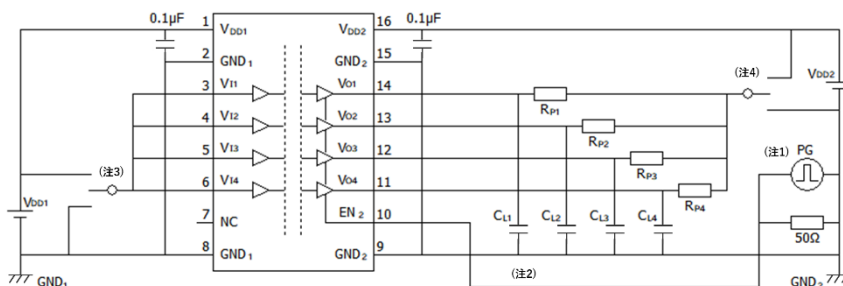 0.1μF
1
VDD1
VDD2
16
0.1μF
2
GND1
GND2
15
3
VI1
VO1
14
RP1
(注4)
VDD2
4
VI2
VO2
13
RP2
5
VI3
VO3
12
RP3
(注1)
PG
(注3)
6
VI4
VO4
11
RP4
VDD1
7
NC
EN2
10
CL1
CL2
CL3
CL4
50Ω
8
GND1
GND2
9
(注2)
GND1
GND2